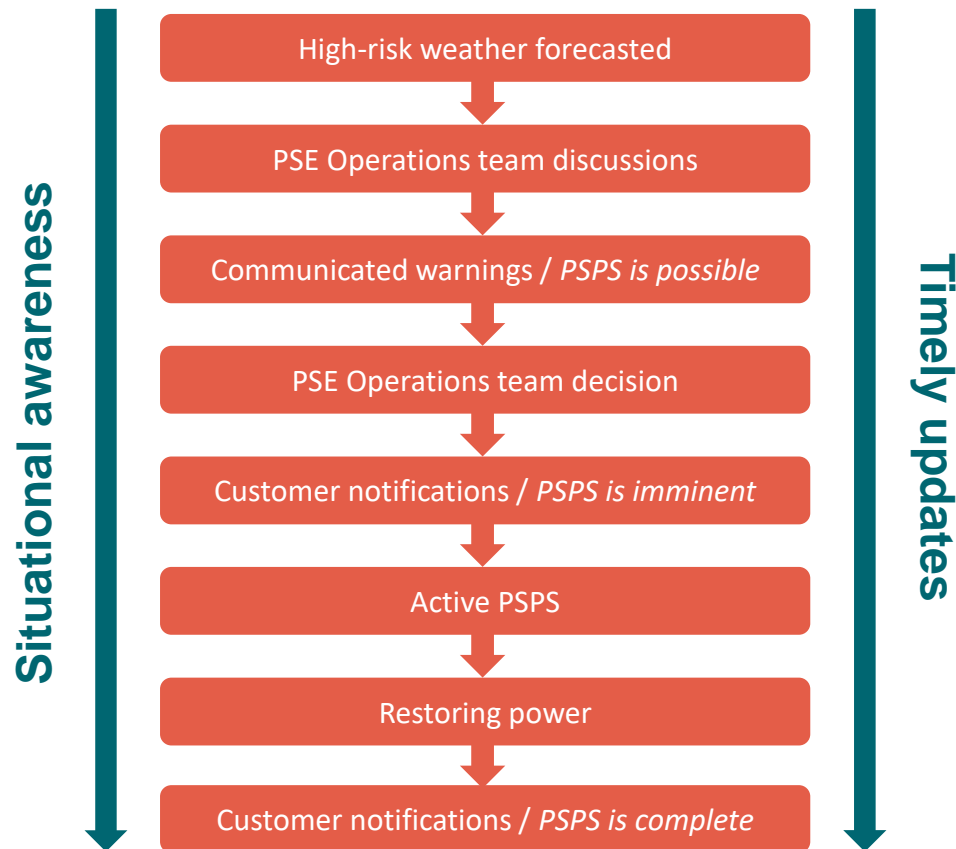 Situational awareness
High-risk weather forecasted
PSE Operations team discussions
Communicated warnings / PSPS is possible
PSE Operations team decision
Customer notifications / PSPS is imminent
Active PSPS
Restoring power
Customer notifications / PSPS is complete
Timely updates